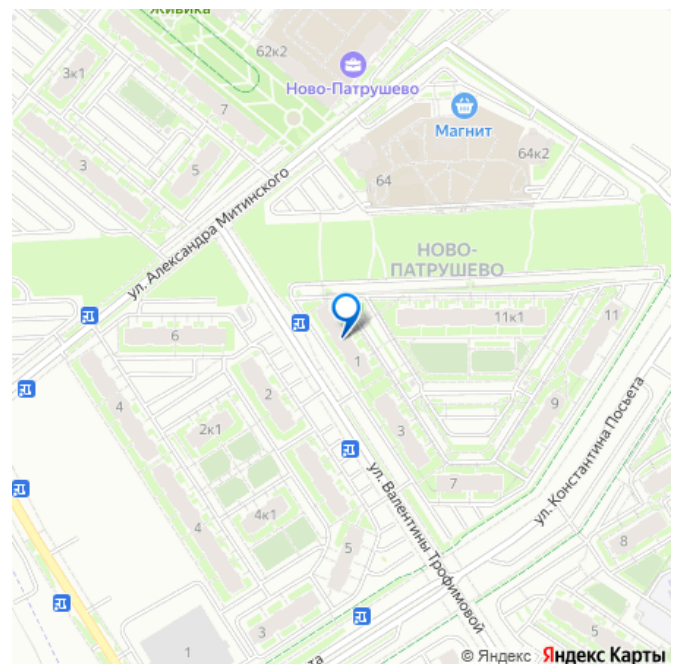 Живика
62к2
3к1
Ново-Патрушево
7
Магнит
3
5
64к2
64
ул. Александра Митинского
НОВО-
ПАТРУШЕВО
11к1
11
6
1
4
2
9
2к1
3
ул. Константина Посьета
7
ул. Валентины Трофимовой
4к1
4
5
8
3
5
1
та
© Яндекс Яндекс Карты